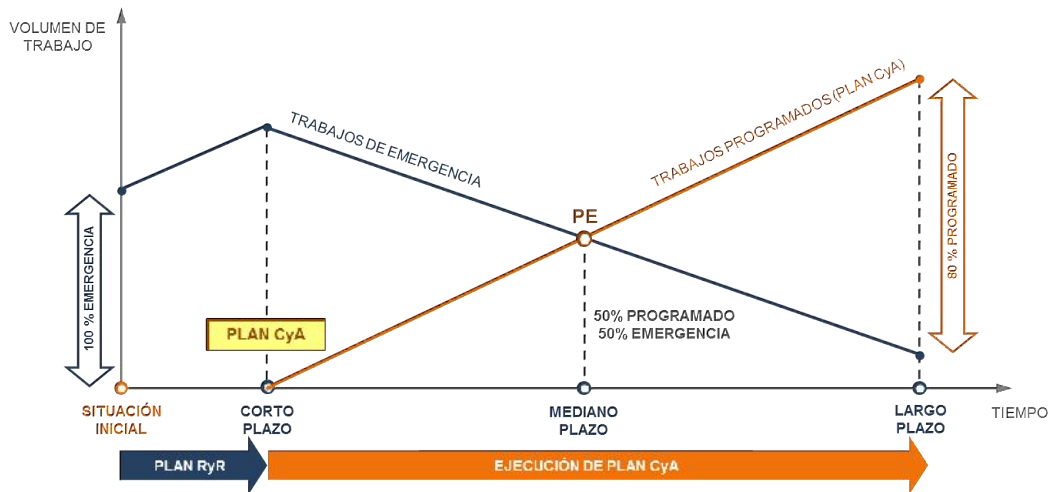 VOLUMEN DE
TRABAJO
TRABAJOS DE EMERGENCIA
TRABAJOS PROGRAMADOS (PLAN CyA)
100 % EMERGENCIA
80 % PROGRAMADO
PE
PLAN CyA
50% PROGRAMADO
50% EMERGENCIA
SITUACIÓN
INICIAL
CORTO
PLAZO
MEDIANO
PLAZO
LARGO
PLAZO
TIEMPO
PLAN RyR
EJECUCIÓN DE PLAN CyA